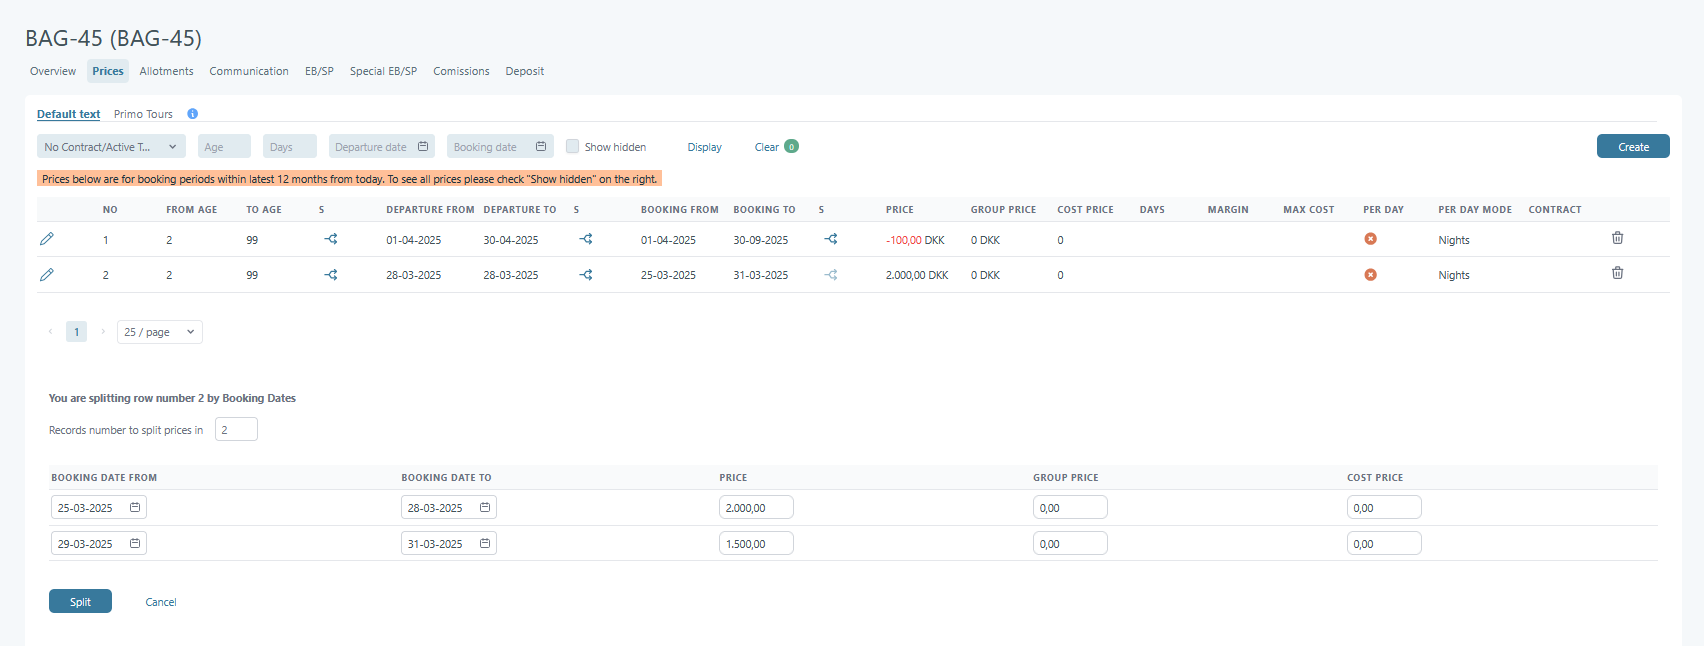 BAG-45 (BAG-45)
Overview Prices Allotments Communication EB/SP Special EB/SP Comissions Deposit
Default text Primo Tours i
No Contract/Active T... Age Days Departure date Booking date Show hidden Display Clear 0 Create
Prices below are for booking periods within latest 12 months from today. To see all prices please check "Show hidden" on the right.
NO FROM AGE TO AGE S DEPARTURE FROM DEPARTURE TO S BOOKING FROM BOOKING TO S PRICE GROUP PRICE COST PRICE DAYS MARGIN MAX COST PER DAY PER DAY MODE CONTRACT
1 2 99 01-04-2025 30-04-2025 01-04-2025 30-09-2025 -100,00 DKK 0 DKK 0 Nights
2 2 99 28-03-2025 28-03-2025 25-03-2025 31-03-2025 2.000,00 DKK 0 DKK 0 Nights
1 25 / page
You are splitting row number 2 by Booking Dates
Records number to split prices in 2
BOOKING DATE FROM BOOKING DATE TO PRICE GROUP PRICE COST PRICE
25-03-2025 28-03-2025 2.000,00 0,00 0,00
29-03-2025 31-03-2025 1.500,00 0,00 0,00
Split Cancel